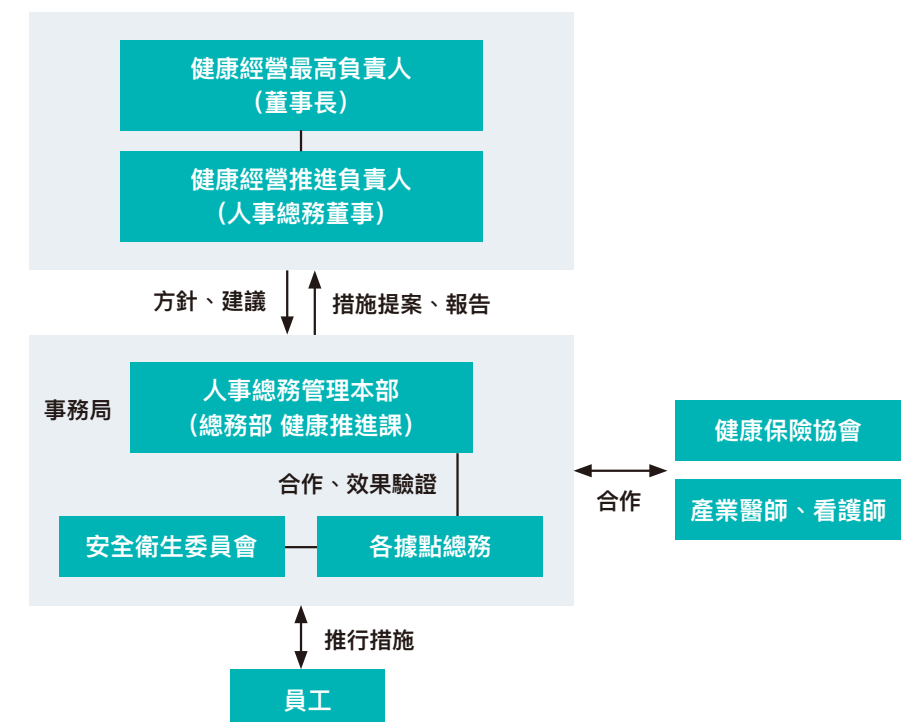 健康經營最高負責人
（董事長）
健康經營推進負責人
（人事總務董事）
方針、建議
措施提案、報告
事務局
人事總務管理本部
（總務部 健康推進課）
合作、效果驗證
安全衛生委員會
各據點總務
合作
健康保險協會
產業醫師、看護師
推行措施
員工